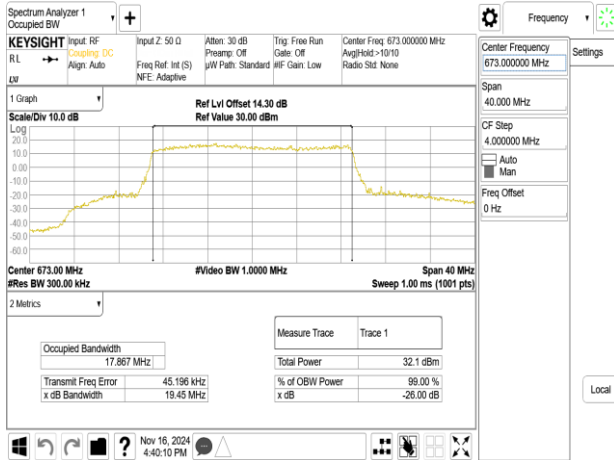 Spectrum Analyzer 1
Occupied BW
Frequency
KEYSIGHT
RL
LXI
Input: RF
Coupling: DC
Align: Auto
Input Z: 50 Ω
Freq Ref: Int (S)
NFE: Adaptive
Atten: 30 dB
Preamp: Off
µW Path: Standard
Trig: Free Run
Gate: Off
#IF Gain: Low
Center Freq: 673.000000 MHz
Avg|Hold:>10/10
Radio Std: None
Center Frequency
673.000000 MHz
Settings
Span
40.000 MHz
CF Step
4.000000 MHz
Auto
Man
Freq Offset
0 Hz
Local
1 Graph
Scale/Div 10.0 dB
Ref Lvl Offset 14.30 dB
Ref Value 30.00 dBm
Log
20.0
10.0
0.00
-10.0
-20.0
-30.0
-40.0
-50.0
-60.0
Center 673.00 MHz
#Video BW 1.0000 MHz
Span 40 MHz
#Res BW 300.00 kHz
Sweep 1.00 ms (1001 pts)
2 Metrics
Occupied Bandwidth
17.867 MHz
Transmit Freq Error 45.196 kHz
x dB Bandwidth 19.45 MHz
Measure Trace Trace 1
Total Power 32.1 dBm
% of OBW Power 99.00 %
x dB -26.00 dB
?
Nov 16, 2024
4:40:10 PM